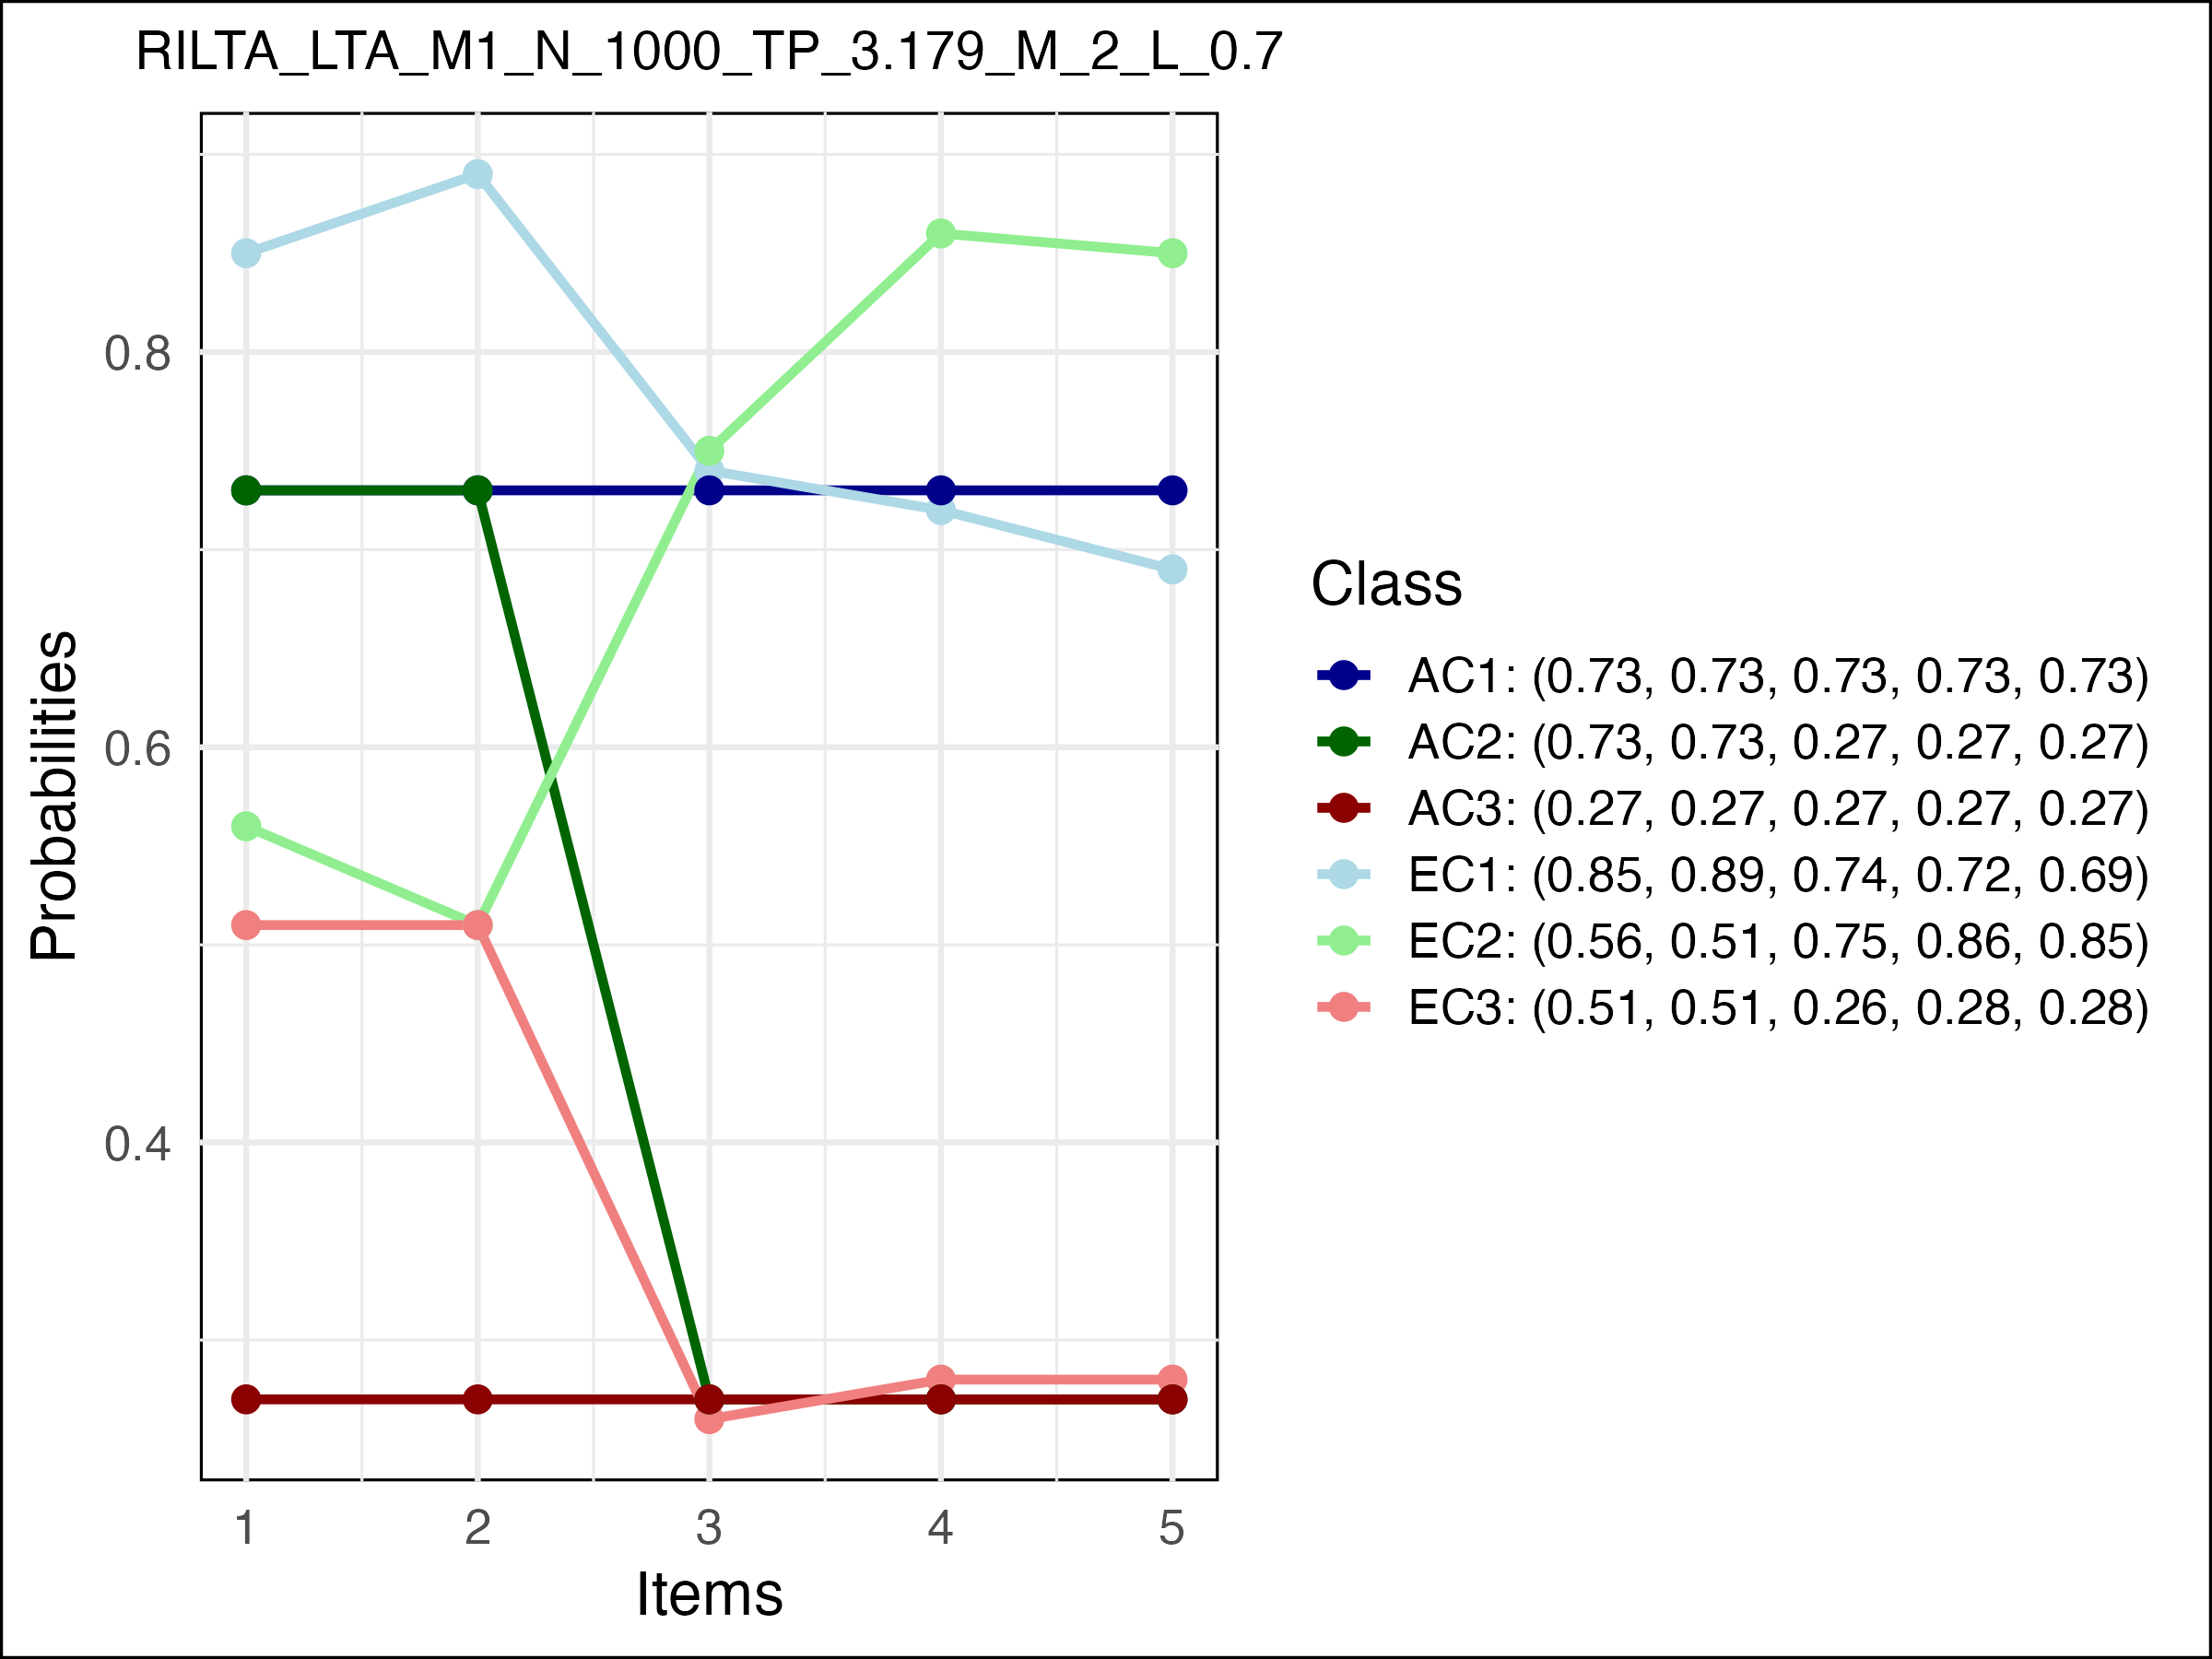 RILTA_LTA_M1_N_1000_TP_3.179_M_2_L_0.7
Probabilities
0.8
0.6
0.4
1 2 3 4 5
Items
Class
AC1: (0.73, 0.73, 0.73, 0.73, 0.73)
AC2: (0.73, 0.73, 0.27, 0.27, 0.27)
AC3: (0.27, 0.27, 0.27, 0.27, 0.27)
EC1: (0.85, 0.89, 0.74, 0.72, 0.69)
EC2: (0.56, 0.51, 0.75, 0.86, 0.85)
EC3: (0.51, 0.51, 0.26, 0.28, 0.28)